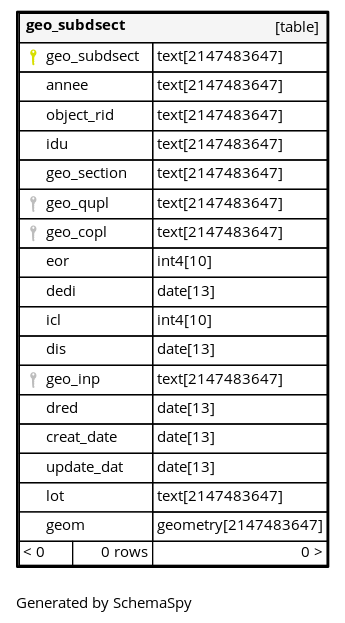 geo_subdsect [table]
geo_subdsect text[2147483647]
annee text[2147483647]
object_rid text[2147483647]
idu text[2147483647]
geo_section text[2147483647]
geo_qupl text[2147483647]
geo_copl text[2147483647]
eor int4[10]
dedi date[13]
icl int4[10]
dis date[13]
geo_inp text[2147483647]
dred date[13]
creat_date date[13]
update_dat date[13]
lot text[2147483647]
geom geometry[2147483647]
< 0 0 rows 0 >
Generated by SchemaSpy